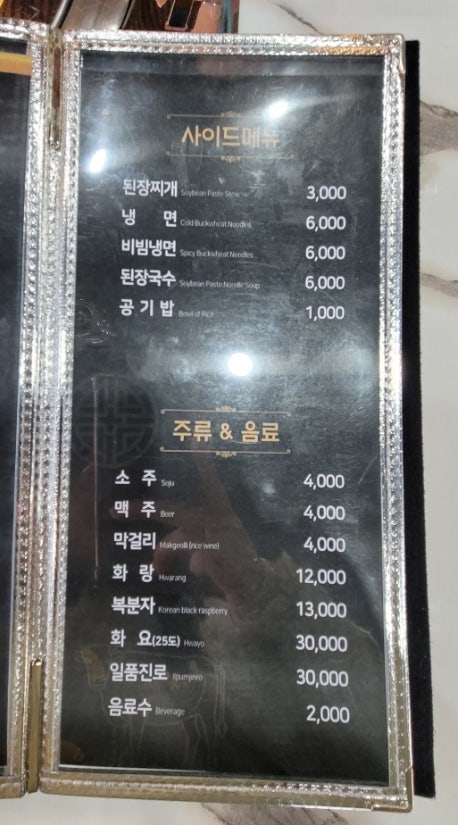 사이드메뉴
된장찌개 Soybean Paste Stew 3,000
냉 면 Cold Buckwheat Noodles 6,000
비빔냉면 Spicy Buckwheat Noodles 6,000
된장국수 Soybean Paste Noodle Soup 6,000
공기밥 Bowl of Rice 1,000
주류 & 음료
소 주 Soju 4,000
맥 주 Beer 4,000
막걸리 Makgeolli (rice wine) 4,000
화 랑 Hwarang 12,000
복분자 Korean black raspberry 13,000
화 요(25도) Hwayo 30,000
일품진로 Ilpumjinro 30,000
음료수 Beverage 2,000